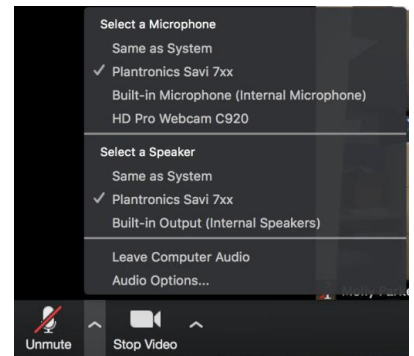 Select a Microphone
Same as System
✓ Plantronics Savi 7xx
Built-in Microphone (Internal Microphone)
HD Pro Webcam C920
Select a Speaker
Same as System
✓ Plantronics Savi 7xx
Built-in Output (Internal Speakers)
Leave Computer Audio
Audio Options...
Molly Parke
Unmute
Stop Video